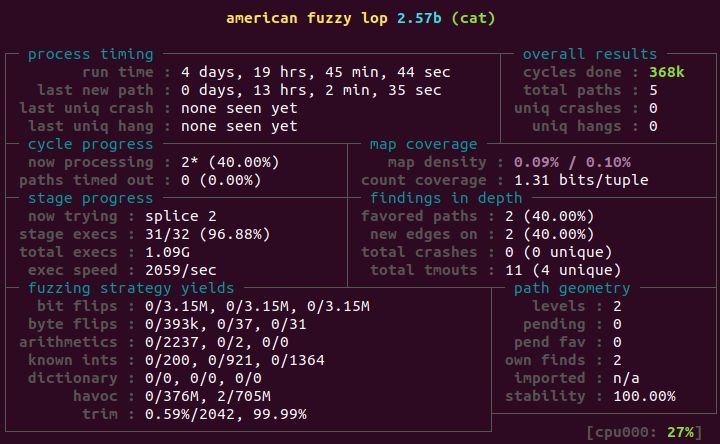 american fuzzy lop 2.57b (cat)
process timing overall results
run time : 4 days, 19 hrs, 45 min, 44 sec cycles done : 368k
last new path : 0 days, 13 hrs, 2 min, 35 sec total paths : 5
last uniq crash : none seen yet uniq crashes : 0
last uniq hang : none seen yet uniq hangs : 0
cycle progress map coverage
now processing : 2* (40.00%) map density : 0.09% / 0.10%
paths timed out : 0 (0.00%) count coverage : 1.31 bits/tuple
stage progress findings in depth
now trying : splice 2 favored paths : 2 (40.00%)
stage execs : 31/32 (96.88%) new edges on : 2 (40.00%)
total execs : 1.09G total crashes : 0 (0 unique)
exec speed : 2059/sec total tmouts : 11 (4 unique)
fuzzing strategy yields path geometry
bit flips : 0/3.15M, 0/3.15M, 0/3.15M levels : 2
byte flips : 0/393k, 0/37, 0/31 pending : 0
arithmetics : 0/2237, 0/2, 0/0 pend fav : 0
known ints : 0/200, 0/921, 0/1364 own finds : 2
dictionary : 0/0, 0/0, 0/0 imported : n/a
havoc : 0/376M, 2/705M stability : 100.00%
trim : 0.59%/2042, 99.99%
[cpu000: 27%]